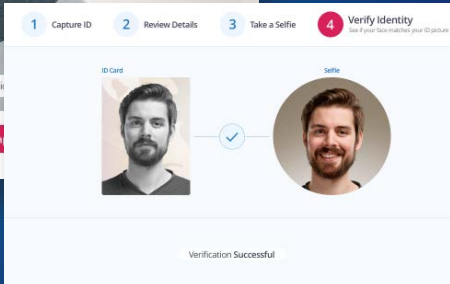 1 Capture ID
2 Review Details
3 Take a Selfie
4 Verify Identity
See if your face matches your ID picture
ID Card
Selfie
Verification Successful